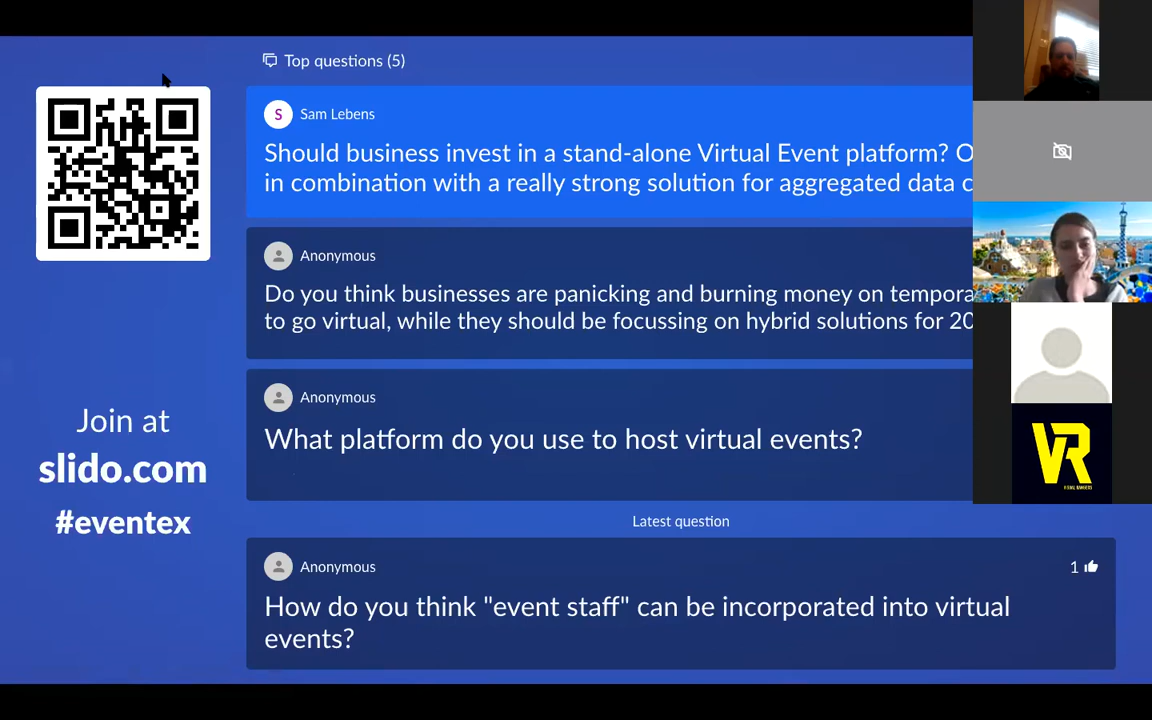 Top questions (5)
S
Sam Lebens
Should business invest in a stand-alone Virtual Event platform? O
in combination with a really strong solution for aggregated data c
Anonymous
Do you think businesses are panicking and burning money on tempora
to go virtual, while they should be focussing on hybrid solutions for 20
Anonymous
What platform do you use to host virtual events?
Join at
slido.com
#eventex
Latest question
Anonymous
1
How do you think "event staff" can be incorporated into virtual
events?
VR